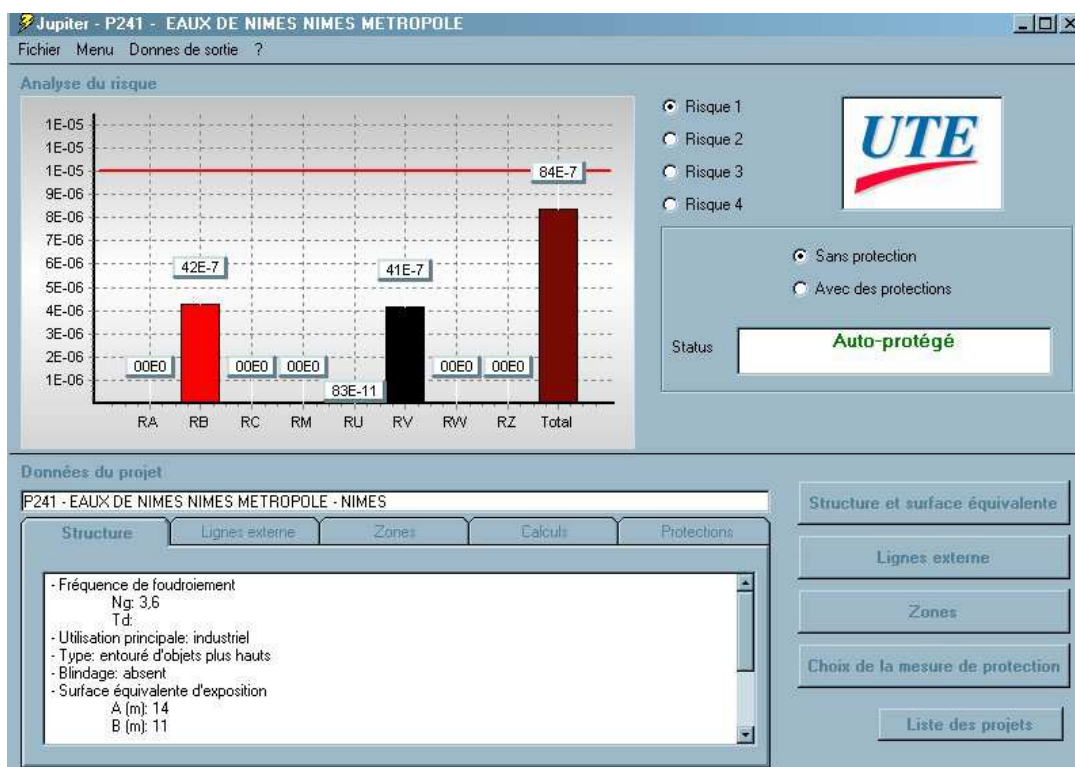 Jupiter - P241 - EAUX DE NIMES NIMES METROPOLE
Fichier Menu Donnes de sortie ?
Analyse du risque
1E-05
1E-05
1E-05
9E-06
8E-06
7E-06
6E-06
5E-06
4E-06
3E-06
2E-06
1E-06
00E0
42E-7
00E0
00E0
83E-11
41E-7
00E0
00E0
84E-7
RA RB RC RM RU RV RW RZ Total
Risque 1
Risque 2
Risque 3
Risque 4
UTE
Sans protection
Avec des protections
Status
Auto-protégé
Données du projet
P241 - EAUX DE NIMES NIMES METROPOLE - NIMES
Structure Lignes externe Zones Calculs Protections
- Fréquence de foudroiement
Ng: 3,6
Td:
- Utilisation principale: industriel
- Type: entouré d'objets plus hauts
- Blindage: absent
- Surface équivalente d'exposition
A (m): 14
B (m): 11
Structure et surface équivalente
Lignes externe
Zones
Choix de la mesure de protection
Liste des projets